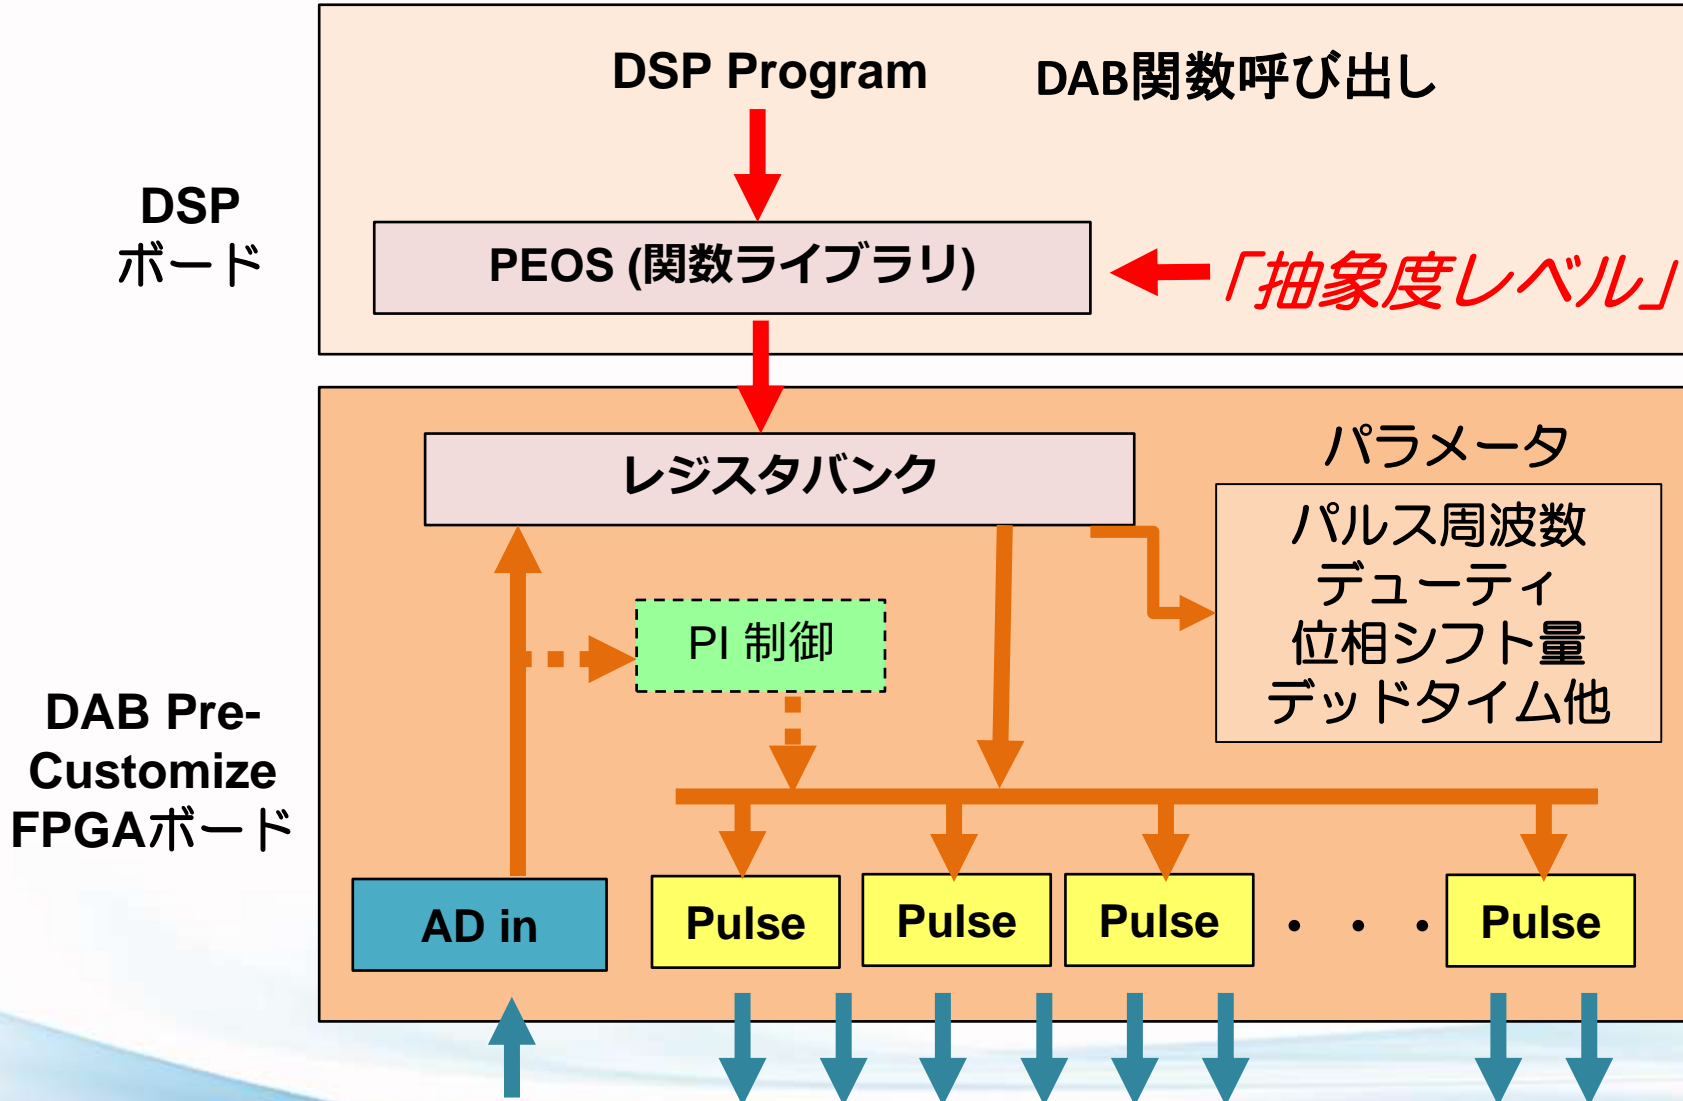 DSP Program
DAB関数呼び出し
DSP
ボード
PEOS (関数ライブラリ)
「抽象度レベル」
レジスタバンク
パラメータ
パルス周波数
デューティ
位相シフト量
デッドタイム他
PI 制御
DAB Pre-
Customize
FPGAボード
AD in
Pulse
Pulse
Pulse
・・・
Pulse